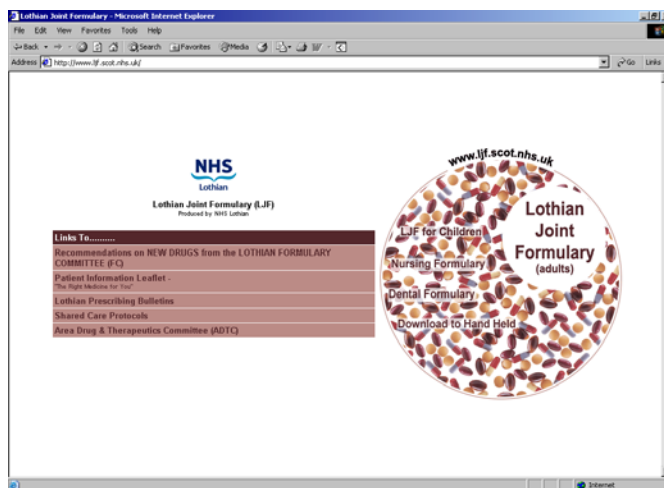 Lothian Joint Formulary - Microsoft Internet Explorer
File Edit View Favorites Tools Help
Back Search Favorites Media
Address http://www.ljf.scot.nhs.uk/ Go Links
NHS
Lothian
Lothian Joint Formulary (LJF)
Produced by NHS Lothian
Links To..........
Recommendations on NEW DRUGS from the LOTHIAN FORMULARY
COMMITTEE (FC)
Patient Information Leaflet -
"The Right Medicine for You"
Lothian Prescribing Bulletins
Shared Care Protocols
Area Drug & Therapeutics Committee (ADTC)
www.ljf.scot.nhs.uk
Lothian
Joint
Formulary
(adults)
LJF for Children
Nursing Formulary
Dental Formulary
Download to Hand Held
Internet